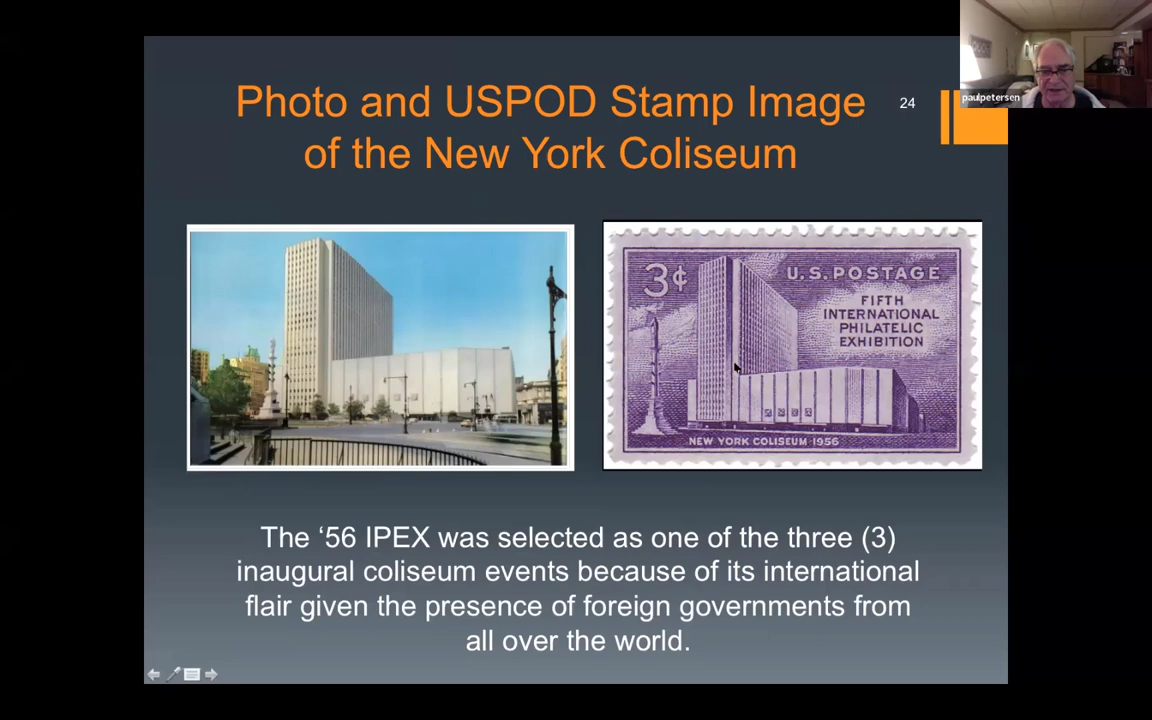 Photo and USPOD Stamp Image
of the New York Coliseum
24
paulpetersen
3¢
U.S. POSTAGE
FIFTH
INTERNATIONAL
PHILATELIC
EXHIBITION
NEW YORK COLISEUM 1956
The ‘56 IPEX was selected as one of the three (3)
inaugural coliseum events because of its international
flair given the presence of foreign governments from
all over the world.